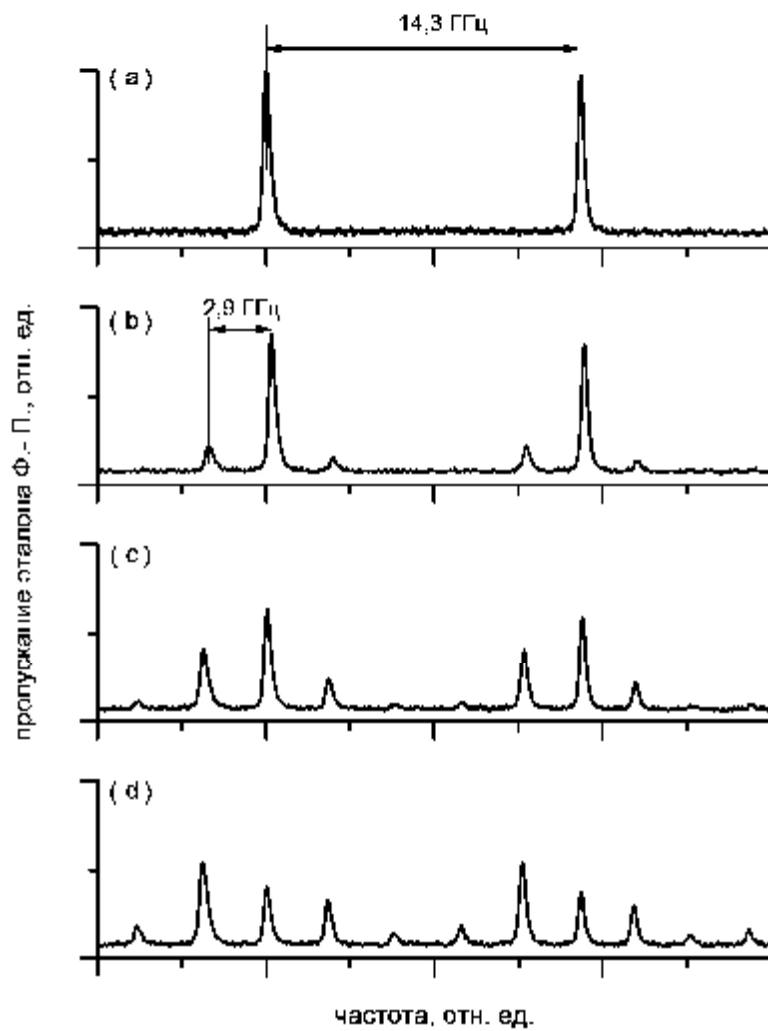 14,3 ГГц
( a )
2,9 ГГц
( b )
( c )
( d )
пропускание эталона Ф.- П., отн. ед.
частота, отн. ед.